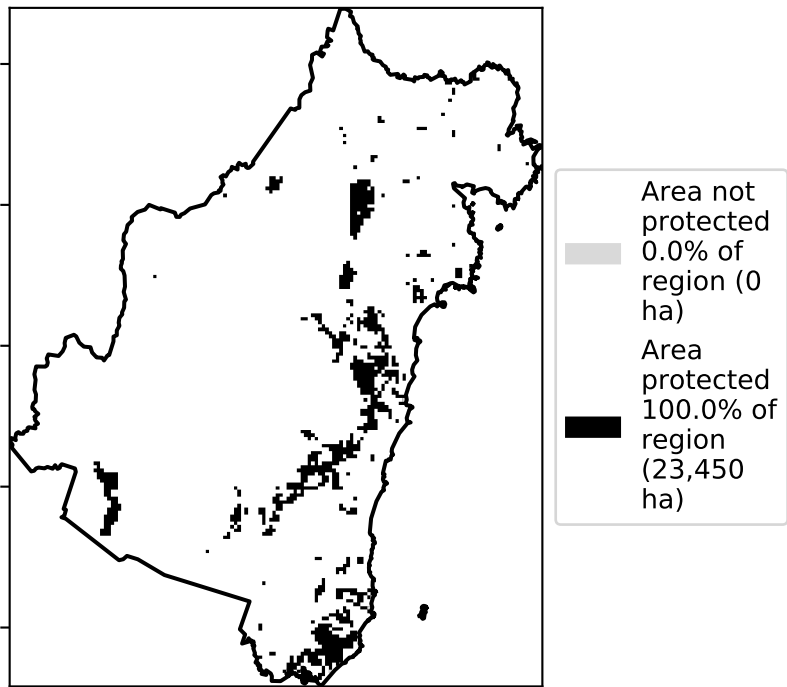 Area not
protected
0.0% of
region (0
ha)
Area
protected
100.0% of
region
(23,450
ha)